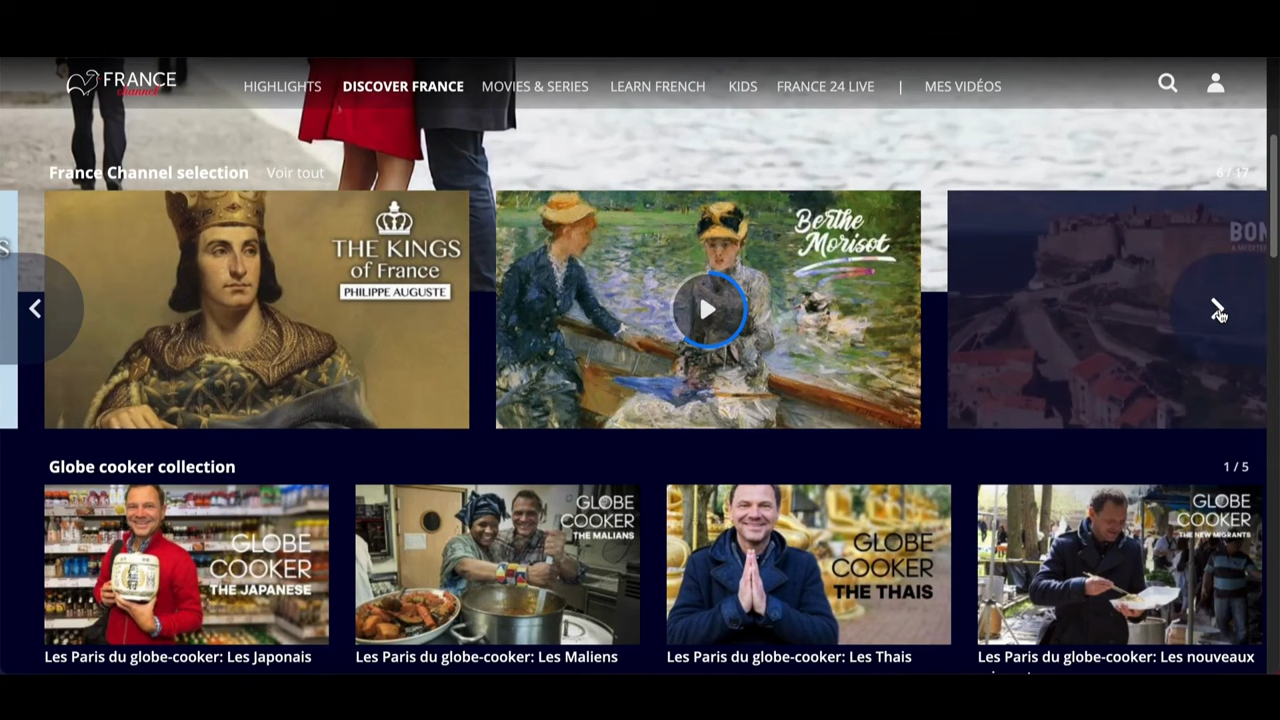 FRANCE
channel
HIGHLIGHTS
DISCOVER FRANCE
MOVIES & SERIES
LEARN FRENCH
KIDS
FRANCE 24 LIVE
|
MES VIDÉOS
France Channel selection
Voir tout
6 / 17
S
THE KINGS
of France
PHILIPPE AUGUSTE
Berthe
Morisot
BON
Globe cooker collection
1 / 5
GLOBE
COOKER
THE JAPANESE
GLOBE
COOKER
THE MALIANS
GLOBE
COOKER
THE THAIS
GLOBE
COOKER
THE NEW MIGRANTS
Les Paris du globe-cooker: Les Japonais
Les Paris du globe-cooker: Les Maliens
Les Paris du globe-cooker: Les Thais
Les Paris du globe-cooker: Les nouveaux